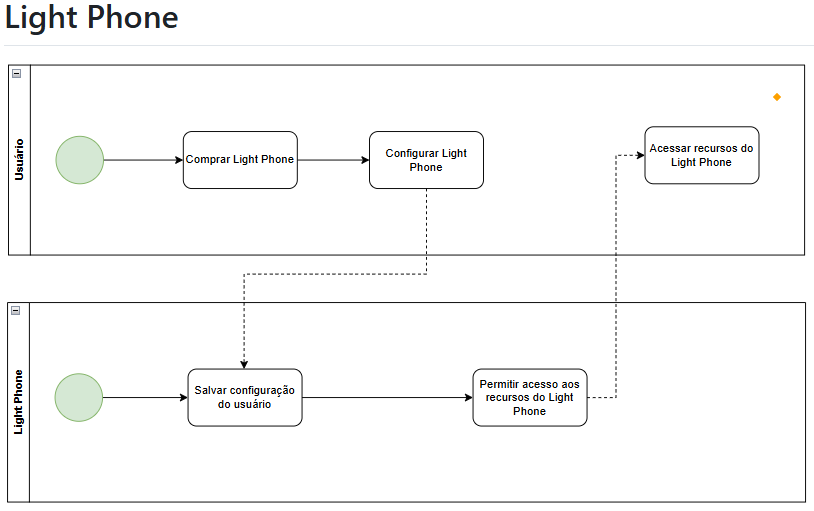 Light Phone
Usuário
Comprar Light Phone
Configurar Light
Phone
Acessar recursos do
Light Phone
Light Phone
Salvar configuração
do usuário
Permitir acesso aos
recursos do Light
Phone